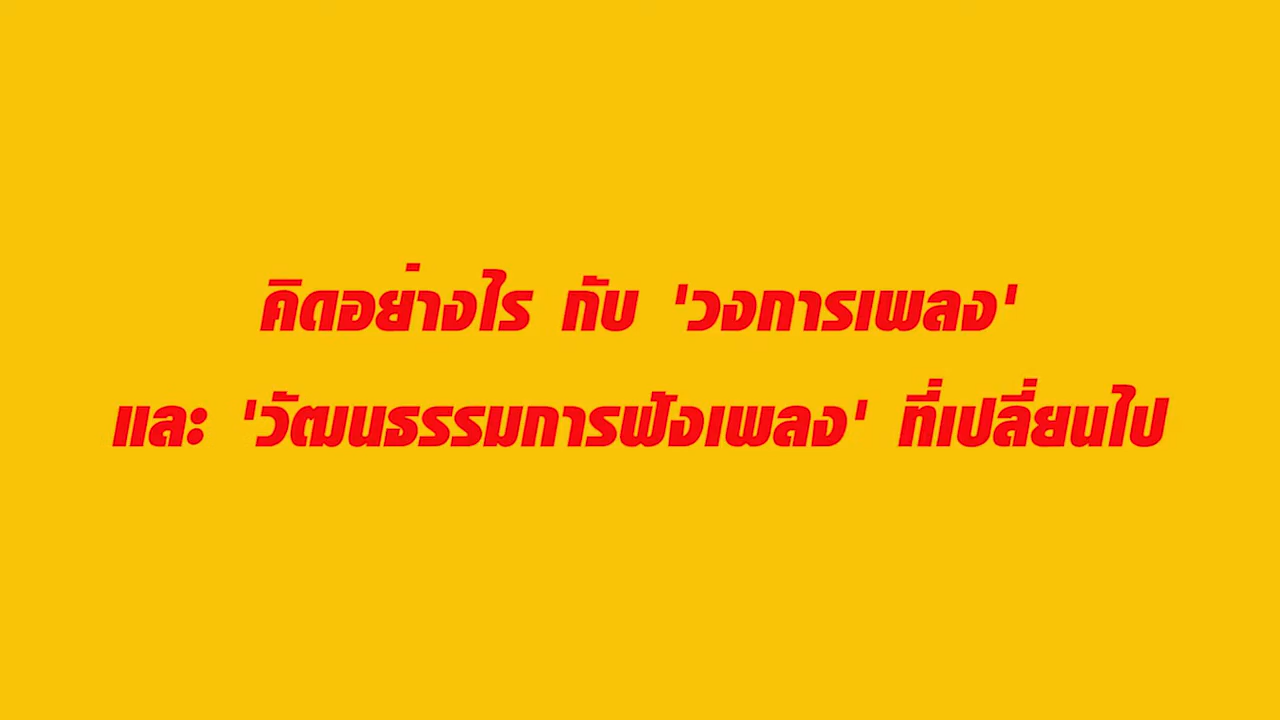 คิดอย่างไร กับ 'วงการเพลง'
และ 'วัฒนธรรมการฟังเพลง' ที่เปลี่ยนไป